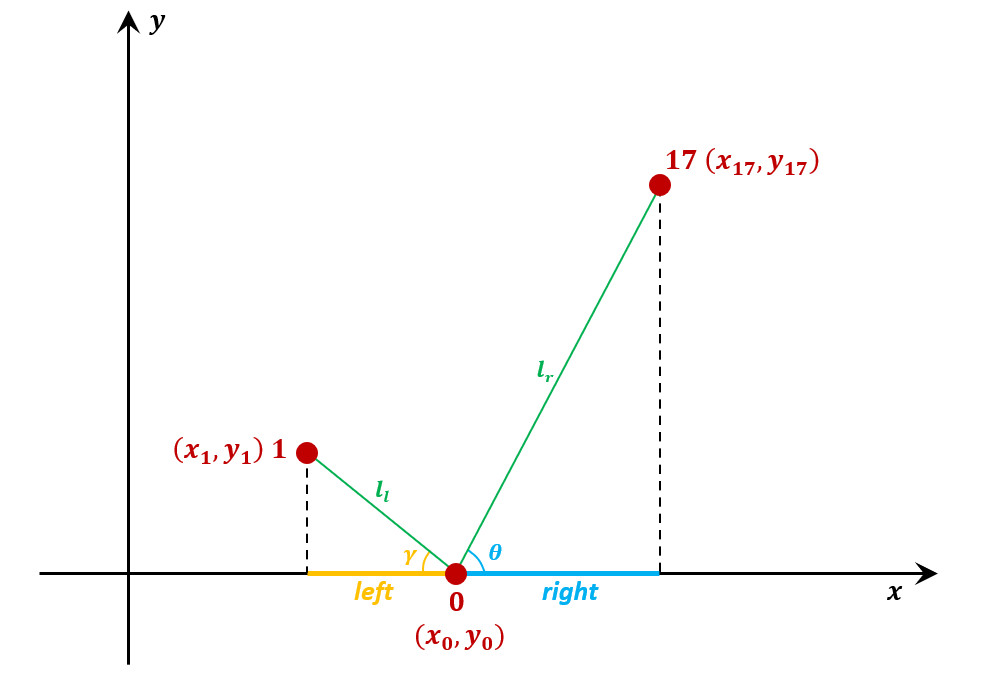 y
17 (x₁₇, y₁₇)
lᵣ
(x₁, y₁) 1
lₗ
γ
θ
left
right
x
0
(x₀, y₀)